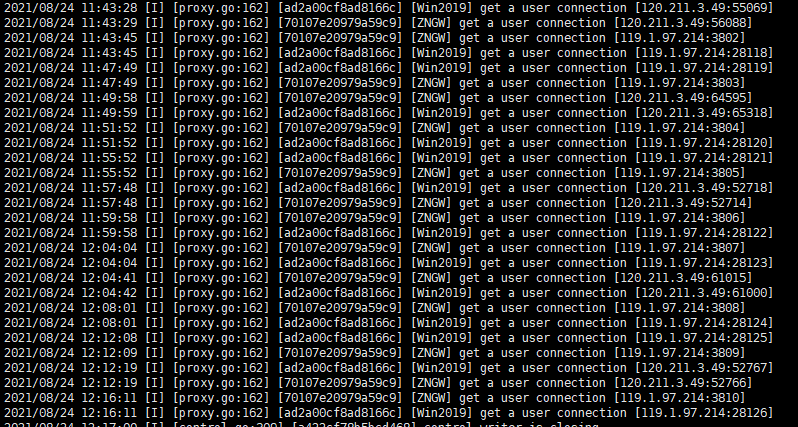 2021/08/24 11:43:28 [I] [proxy.go:162] [ad2a00cf8ad8166c] [Win2019] get a user connection [120.211.3.49:55069]
2021/08/24 11:43:29 [I] [proxy.go:162] [70107e20979a59c9] [ZNGW] get a user connection [120.211.3.49:56088]
2021/08/24 11:43:45 [I] [proxy.go:162] [70107e20979a59c9] [ZNGW] get a user connection [119.1.97.214:3802]
2021/08/24 11:43:45 [I] [proxy.go:162] [ad2a00cf8ad8166c] [Win2019] get a user connection [119.1.97.214:28118]
2021/08/24 11:47:49 [I] [proxy.go:162] [ad2a00cf8ad8166c] [Win2019] get a user connection [119.1.97.214:28119]
2021/08/24 11:47:49 [I] [proxy.go:162] [70107e20979a59c9] [ZNGW] get a user connection [119.1.97.214:3803]
2021/08/24 11:49:58 [I] [proxy.go:162] [70107e20979a59c9] [ZNGW] get a user connection [120.211.3.49:64595]
2021/08/24 11:49:59 [I] [proxy.go:162] [ad2a00cf8ad8166c] [Win2019] get a user connection [120.211.3.49:65318]
2021/08/24 11:51:52 [I] [proxy.go:162] [70107e20979a59c9] [ZNGW] get a user connection [119.1.97.214:3804]
2021/08/24 11:51:52 [I] [proxy.go:162] [ad2a00cf8ad8166c] [Win2019] get a user connection [119.1.97.214:28120]
2021/08/24 11:55:52 [I] [proxy.go:162] [ad2a00cf8ad8166c] [Win2019] get a user connection [119.1.97.214:28121]
2021/08/24 11:55:52 [I] [proxy.go:162] [70107e20979a59c9] [ZNGW] get a user connection [119.1.97.214:3805]
2021/08/24 11:57:48 [I] [proxy.go:162] [ad2a00cf8ad8166c] [Win2019] get a user connection [120.211.3.49:52718]
2021/08/24 11:57:48 [I] [proxy.go:162] [70107e20979a59c9] [ZNGW] get a user connection [120.211.3.49:52714]
2021/08/24 11:59:58 [I] [proxy.go:162] [70107e20979a59c9] [ZNGW] get a user connection [119.1.97.214:3806]
2021/08/24 11:59:58 [I] [proxy.go:162] [ad2a00cf8ad8166c] [Win2019] get a user connection [119.1.97.214:28122]
2021/08/24 12:04:04 [I] [proxy.go:162] [70107e20979a59c9] [ZNGW] get a user connection [119.1.97.214:3807]
2021/08/24 12:04:04 [I] [proxy.go:162] [ad2a00cf8ad8166c] [Win2019] get a user connection [119.1.97.214:28123]
2021/08/24 12:04:41 [I] [proxy.go:162] [70107e20979a59c9] [ZNGW] get a user connection [120.211.3.49:61015]
2021/08/24 12:04:42 [I] [proxy.go:162] [ad2a00cf8ad8166c] [Win2019] get a user connection [120.211.3.49:61000]
2021/08/24 12:08:01 [I] [proxy.go:162] [70107e20979a59c9] [ZNGW] get a user connection [119.1.97.214:3808]
2021/08/24 12:08:01 [I] [proxy.go:162] [ad2a00cf8ad8166c] [Win2019] get a user connection [119.1.97.214:28124]
2021/08/24 12:12:08 [I] [proxy.go:162] [ad2a00cf8ad8166c] [Win2019] get a user connection [119.1.97.214:28125]
2021/08/24 12:12:09 [I] [proxy.go:162] [70107e20979a59c9] [ZNGW] get a user connection [119.1.97.214:3809]
2021/08/24 12:12:19 [I] [proxy.go:162] [ad2a00cf8ad8166c] [Win2019] get a user connection [120.211.3.49:52767]
2021/08/24 12:12:19 [I] [proxy.go:162] [70107e20979a59c9] [ZNGW] get a user connection [120.211.3.49:52766]
2021/08/24 12:16:11 [I] [proxy.go:162] [70107e20979a59c9] [ZNGW] get a user connection [119.1.97.214:3810]
2021/08/24 12:16:11 [I] [proxy.go:162] [ad2a00cf8ad8166c] [Win2019] get a user connection [119.1.97.214:28126]
2021/08/24 [I] control writer is closing